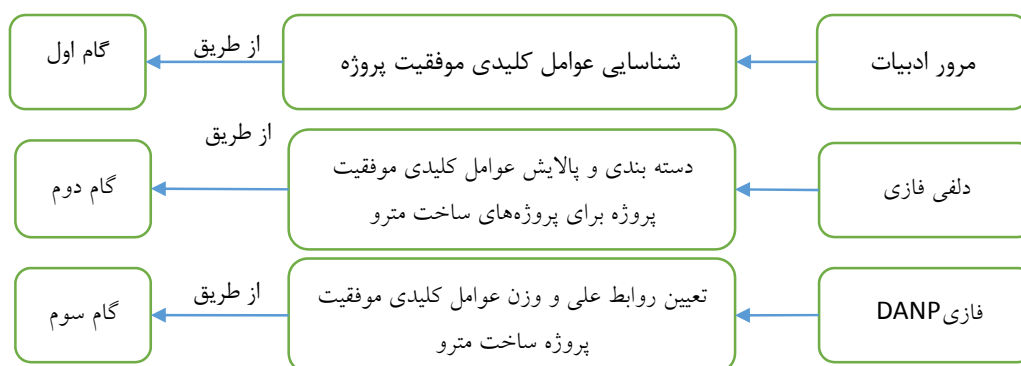 مرور ادبیات
شناسایی عوامل کلیدی موفقیت پروژه
از طریق
گام اول
دلفی فازی
دسته بندی و پالایش عوامل کلیدی موفقیت
پروژه برای پروژه‌های ساخت مترو
از طریق
گام دوم
فازیDANP
تعیین روابط علی و وزن عوامل کلیدی موفقیت
پروژه ساخت مترو
از طریق
گام سوم